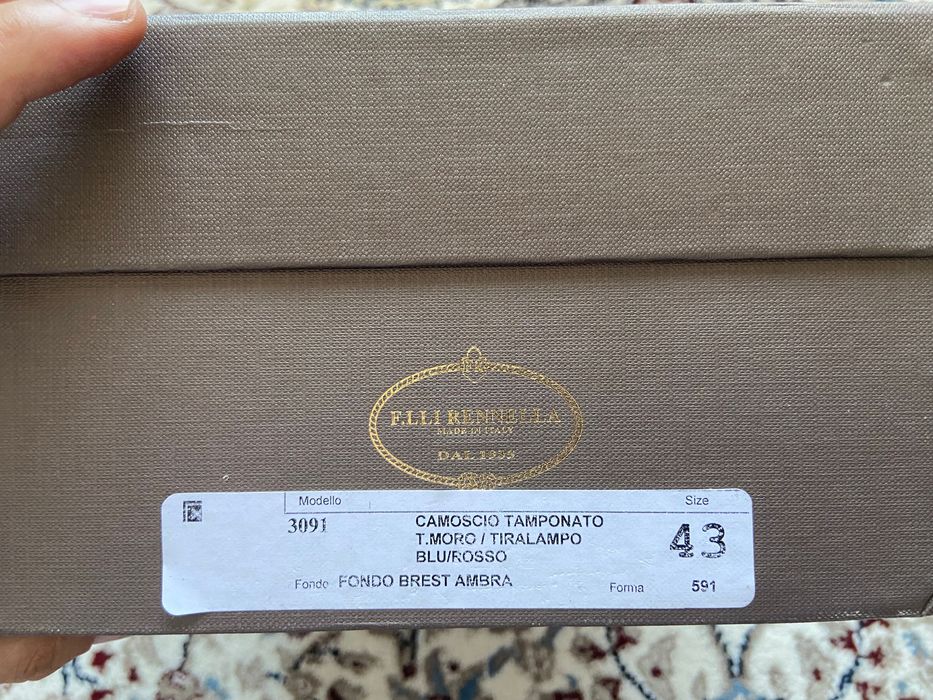 F.LLI RENNELLA
MADE IN ITALY
DAL 1935
Modello Size
3091 CAMOSCIO TAMPONATO 43
T.MORO / TIRALAMPO
BLU/ROSSO
Fondo FONDO BREST AMBRA Forma 591